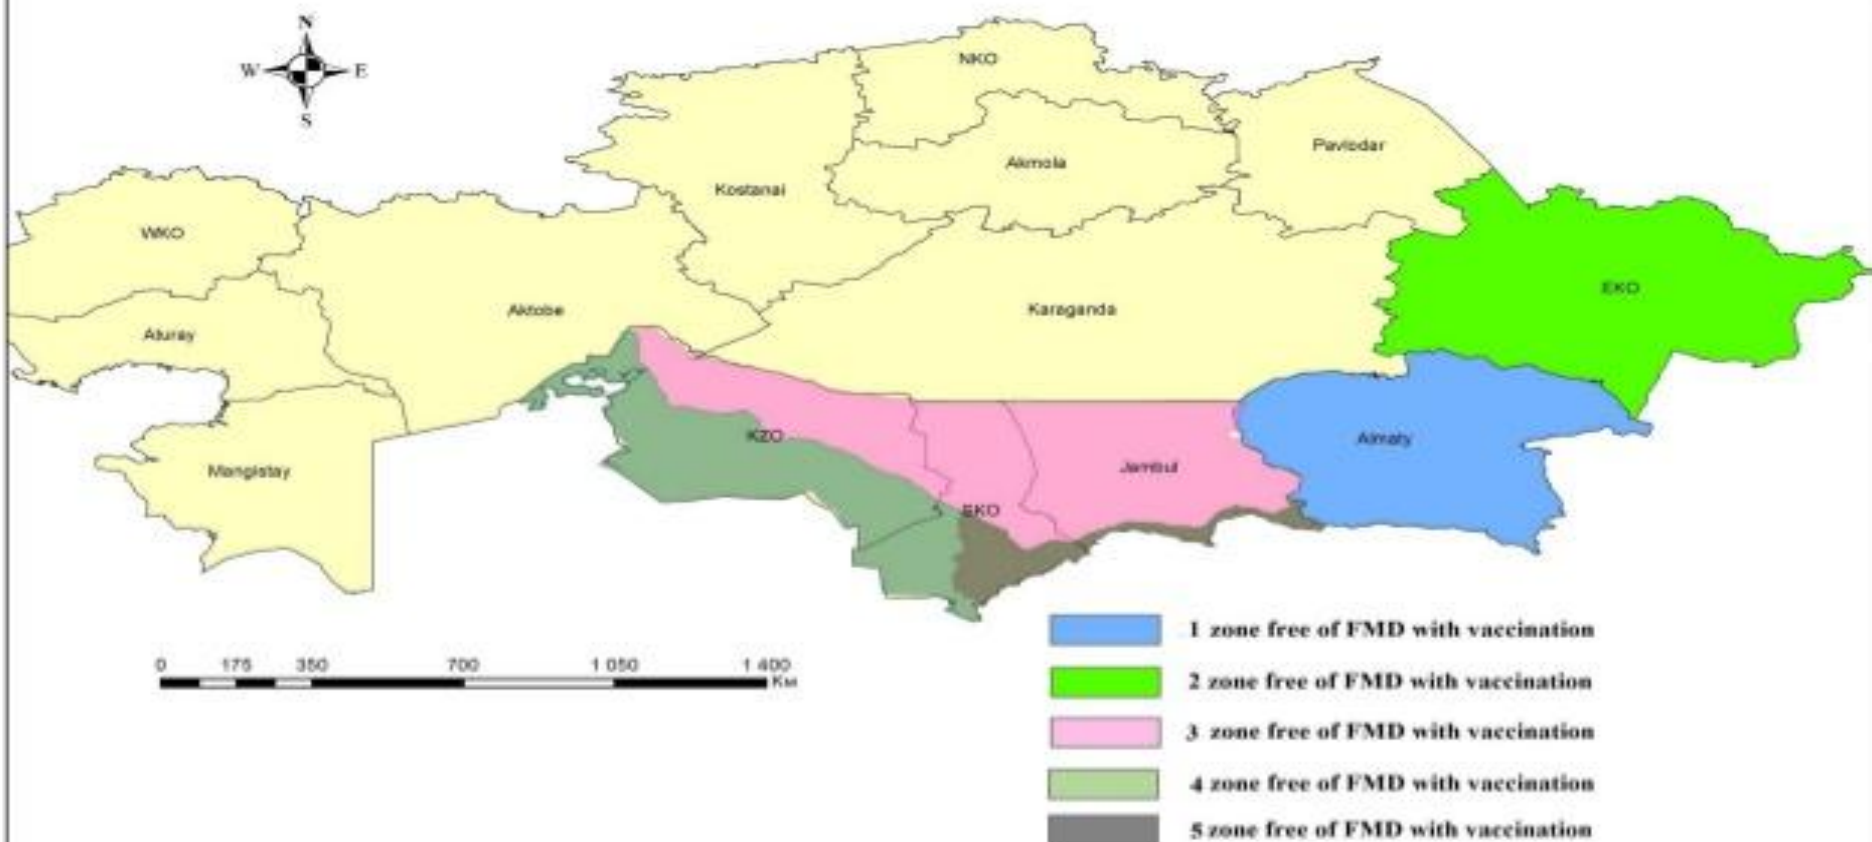 N
W E
S
NKO
Pavlodar
Akmola
Kostanai
WKO
EKO
Aktobe
Karaganda
Aturay
KZO
Almaty
Jambul
Mangistay
0 175 350 700 1 050 1 400
Км
1 zone free of FMD with vaccination
2 zone free of FMD with vaccination
3 zone free of FMD with vaccination
4 zone free of FMD with vaccination
5 zone free of FMD with vaccination